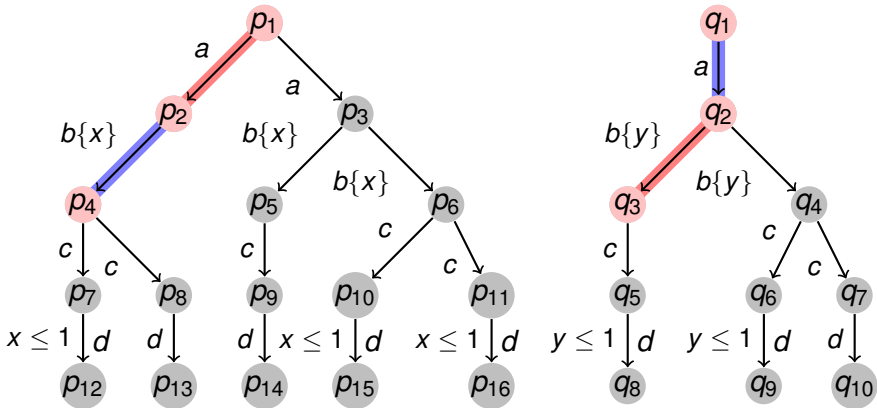 p1 q1
a a a
p2 p3 q2
b{x} b{x} b{x} b{y} b{y}
p4 p5 p6 q3 q4
c c c c c c c c
p7 p8 p9 p10 p11 q5 q6 q7
x ≤ 1 d d d x ≤ 1 d x ≤ 1 d y ≤ 1 d y ≤ 1 d d
p12 p13 p14 p15 p16 q8 q9 q10